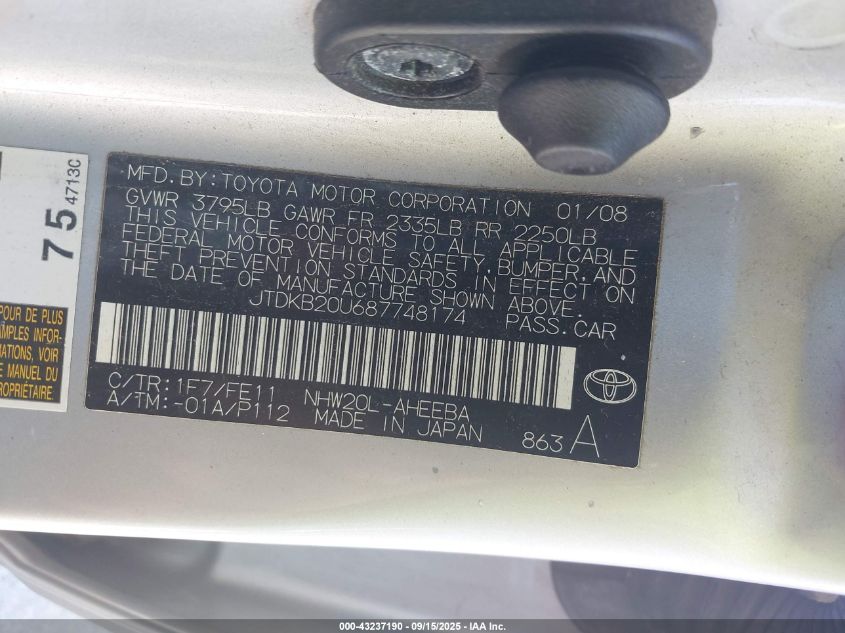 MFD. BY: TOYOTA MOTOR CORPORATION 01/08
GVWR 3795LB GAWR FR 2335LB RR 2250LB
THIS VEHICLE CONFORMS TO ALL APPLICABLE
FEDERAL MOTOR VEHICLE SAFETY, BUMPER, AND
THEFT PREVENTION STANDARDS IN EFFECT ON
THE DATE OF MANUFACTURE SHOWN ABOVE.
JTDKB20U687748174 PASS. CAR
C/TR: 1F7/FE11 NHW20L-AHEEBA
A/TM: -01A/P112 MADE IN JAPAN 863 A
75 4713C
POUR DE PLUS
AMPLES INFOR-
MATIONS, VOIR
LE MANUEL DU
PROPRIÉTAIRE.
000-43237190 - 09/15/2025 - IAA Inc.